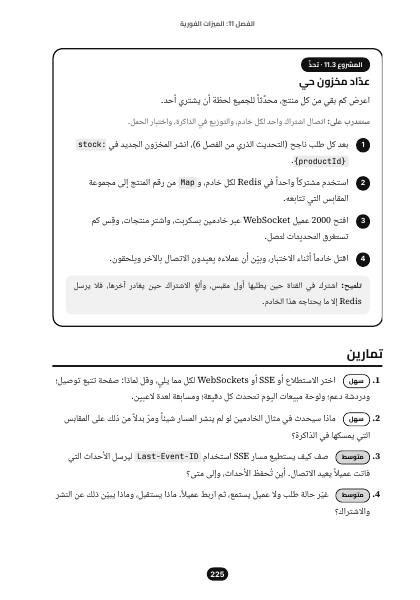 الفصل 11: الميزات الفورية
المشروع 11.3 · تحدٍّ
عدّاد مخزون حي
اعرض كم بقي من كل منتج، محدّثاً للجميع لحظة أن يشتري أحد.
ستتدرب على: اتصال اشتراك واحد لكل خادم، والتوزيع في الذاكرة، واختبار الحمل.
1 بعد كل طلب ناجح (التحديث الذري من الفصل 6)، انشر المخزون الجديد في stock:
{productId}.
2 استخدم مشتركاً واحداً في Redis لكل خادم، و Map من رقم المنتج إلى مجموعة
المقابس التي تتابعه.
3 افتح 2000 عميل WebSocket عبر خادمين بسكربت، واشترِ منتجات، وقِس كم
تستغرق التحديثات لتصل.
4 اقتل خادماً أثناء الاختبار، وبيّن أن عملاءه يعيدون الاتصال بالآخر ويلحقون.
تلميح: اشترك في القناة حين يطلبها أول مقبس، وألغِ الاشتراك حين يغادر آخرها، فلا يرسل
Redis إلا ما يحتاجه هذا الخادم.
تمارين
1. سهل اختر الاستطلاع أو SSE أو WebSockets لكل مما يلي، وقل لماذا: صفحة تتبع توصيل؛
ودردشة دعم؛ ولوحة مبيعات اليوم تتحدث كل دقيقة؛ ومسابقة لعدة لاعبين.
2. سهل ماذا سيحدث في مثال الخادمين لو لم ينشر المسار شيئاً ومرّ بدلاً من ذلك على المقابس
التي يمسكها في الذاكرة؟
3. متوسط صف كيف يستطيع مسار SSE استخدام Last-Event-ID ليرسل الأحداث التي
فاتت عميلاً يعيد الاتصال. أين تُحفظ الأحداث، وإلى متى؟
4. متوسط غيّر حالة طلب ولا عميل يستمع، ثم اربط عميلاً. ماذا يستقبل، وماذا يبيّن ذلك عن النشر
والاشتراك؟
225